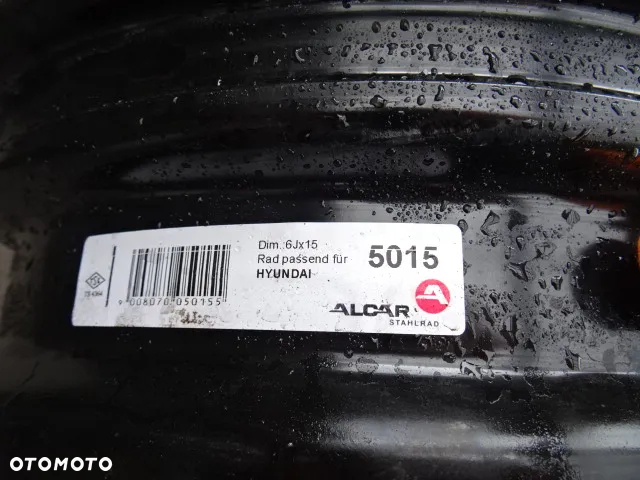 Dim. 6Jx15
Rad passend für
HYUNDAI
5015
9 008070 050155
ALCAR
STAHLRAD
OTOMOTO